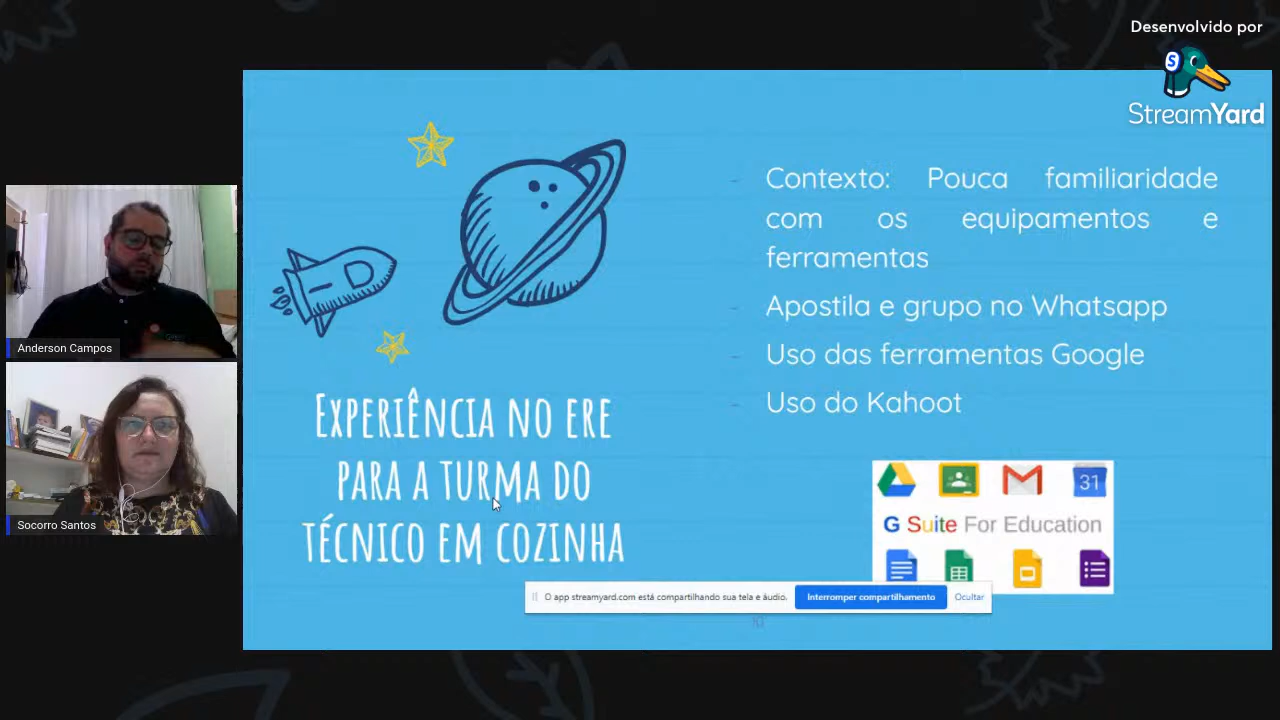 Desenvolvido por
StreamYard
Contexto: Pouca familiaridade
com os equipamentos e
ferramentas
- Apostila e grupo no Whatsapp
- Uso das ferramentas Google
- Uso do Kahoot
EXPERIÊNCIA NO ERE
PARA A TURMA DO
TÉCNICO EM COZINHA
31
G Suite For Education
Anderson Campos
Socorro Santos
O app streamyard.com está compartilhando sua tela e áudio.
Interromper compartilhamento
Ocultar